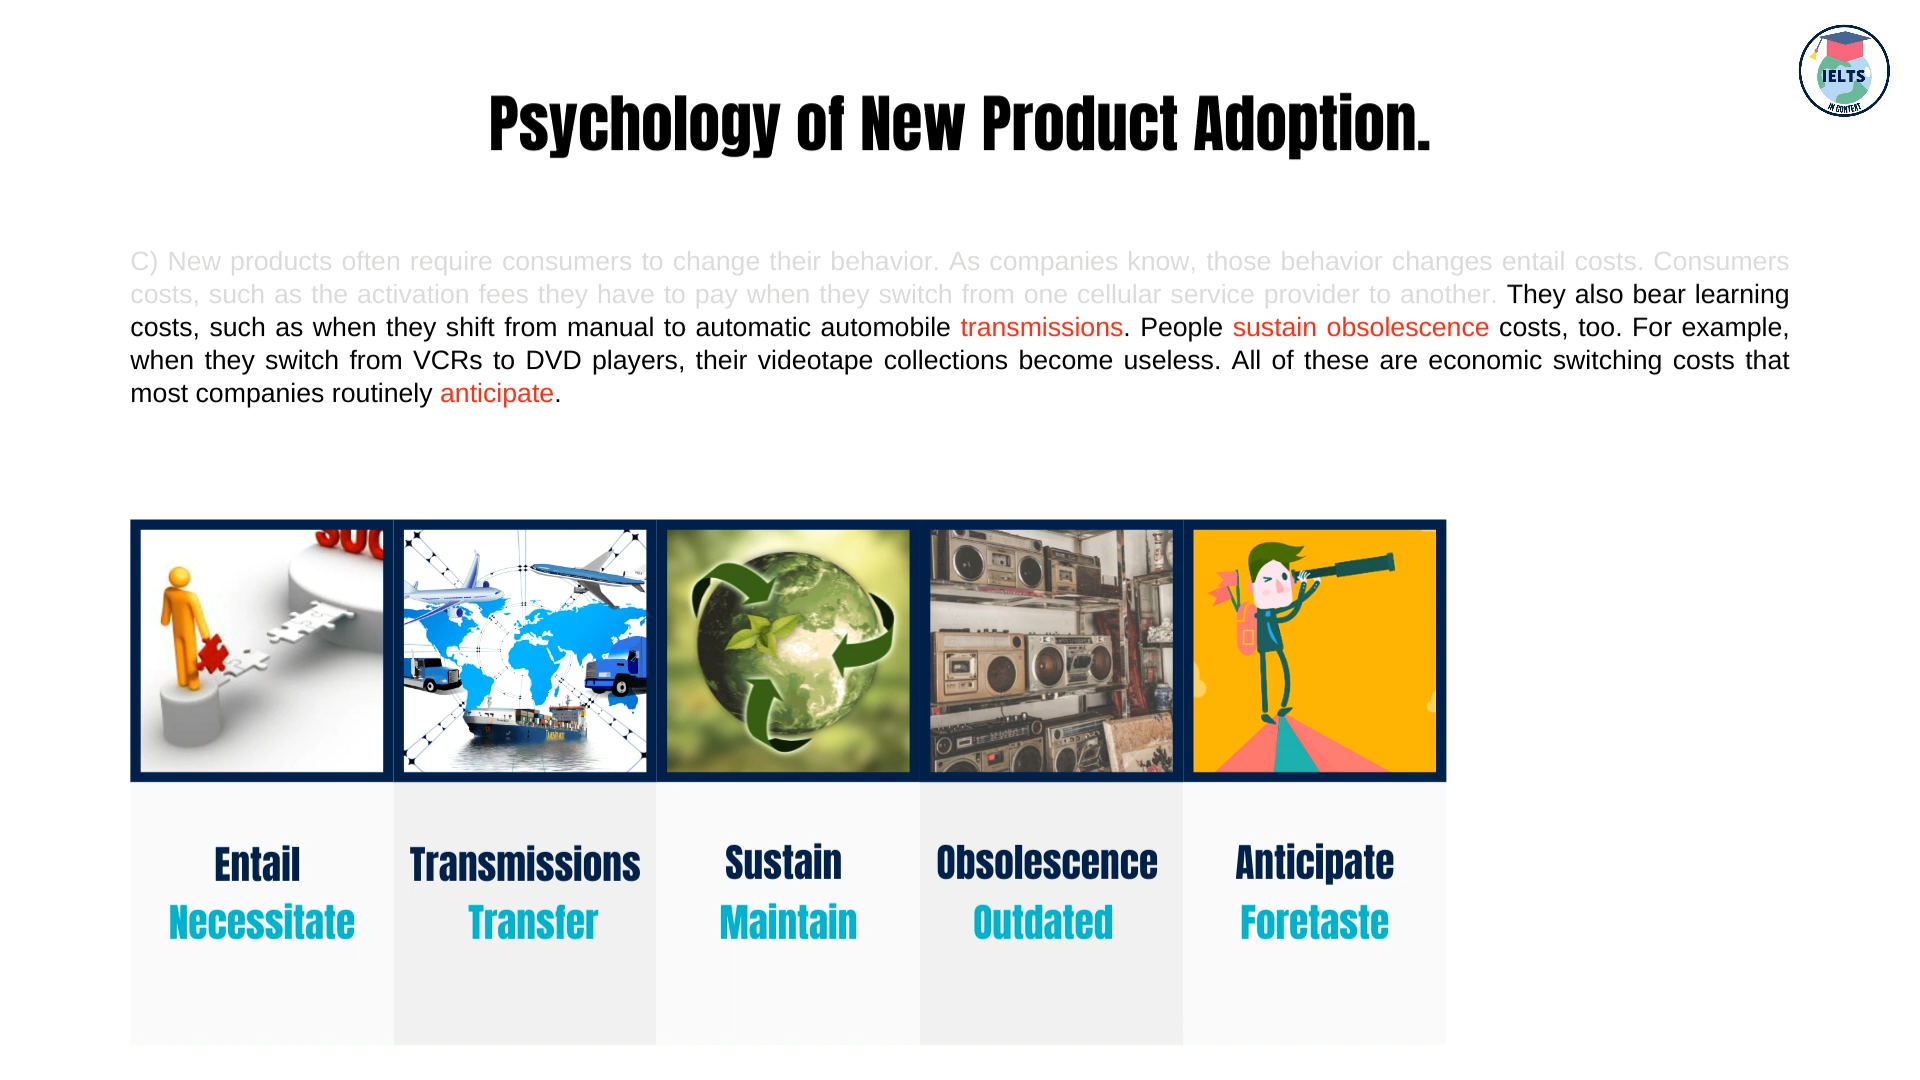 IELTS
IN CONTEXT
Psychology of New Product Adoption.
C) New products often require consumers to change their behavior. As companies know, those behavior changes entail costs. Consumers
costs, such as the activation fees they have to pay when they switch from one cellular service provider to another. They also bear learning
costs, such as when they shift from manual to automatic automobile transmissions. People sustain obsolescence costs, too. For example,
when they switch from VCRs to DVD players, their videotape collections become useless. All of these are economic switching costs that
most companies routinely anticipate.
Entail
Necessitate
Transmissions
Transfer
Sustain
Maintain
Obsolescence
Outdated
Anticipate
Foretaste